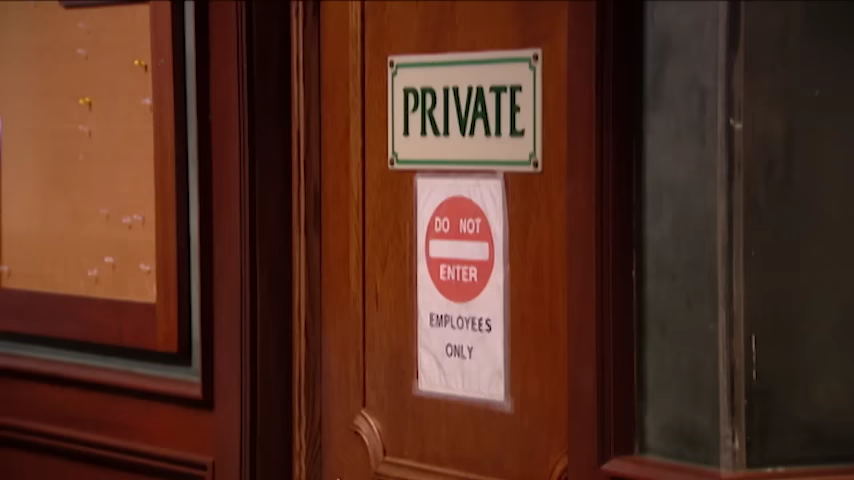 PRIVATE
DO NOT
ENTER
EMPLOYEES
ONLY